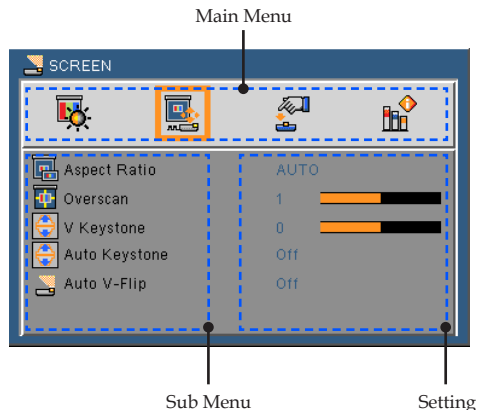 Main Menu
SCREEN
Aspect Ratio AUTO
Overscan 1
V Keystone 0
Auto Keystone Off
Auto V-Flip Off
Sub Menu Setting